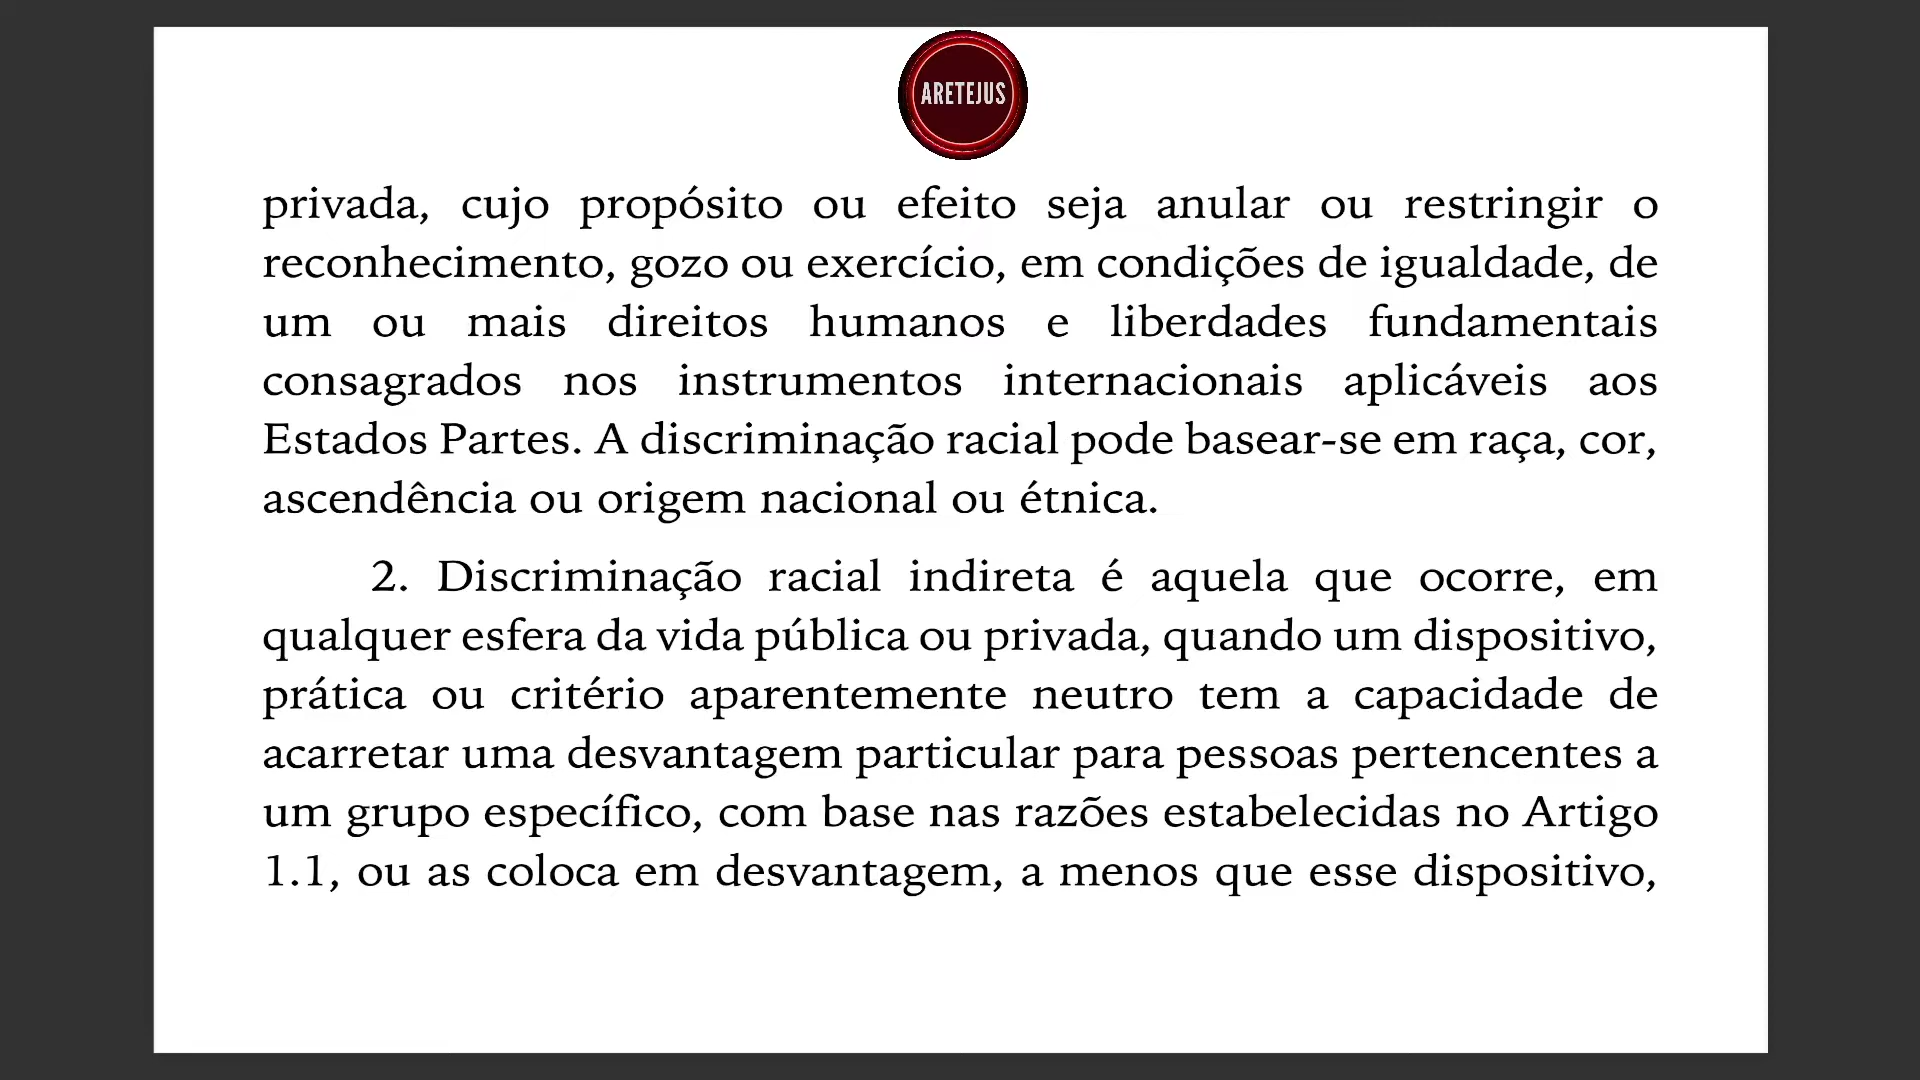 ARETEJUS
privada, cujo propósito ou efeito seja anular ou restringir o
reconhecimento, gozo ou exercício, em condições de igualdade, de
um ou mais direitos humanos e liberdades fundamentais
consagrados nos instrumentos internacionais aplicáveis aos
Estados Partes. A discriminação racial pode basear-se em raça, cor,
ascendência ou origem nacional ou étnica.
2. Discriminação racial indireta é aquela que ocorre, em
qualquer esfera da vida pública ou privada, quando um dispositivo,
prática ou critério aparentemente neutro tem a capacidade de
acarretar uma desvantagem particular para pessoas pertencentes a
um grupo específico, com base nas razões estabelecidas no Artigo
1.1, ou as coloca em desvantagem, a menos que esse dispositivo,